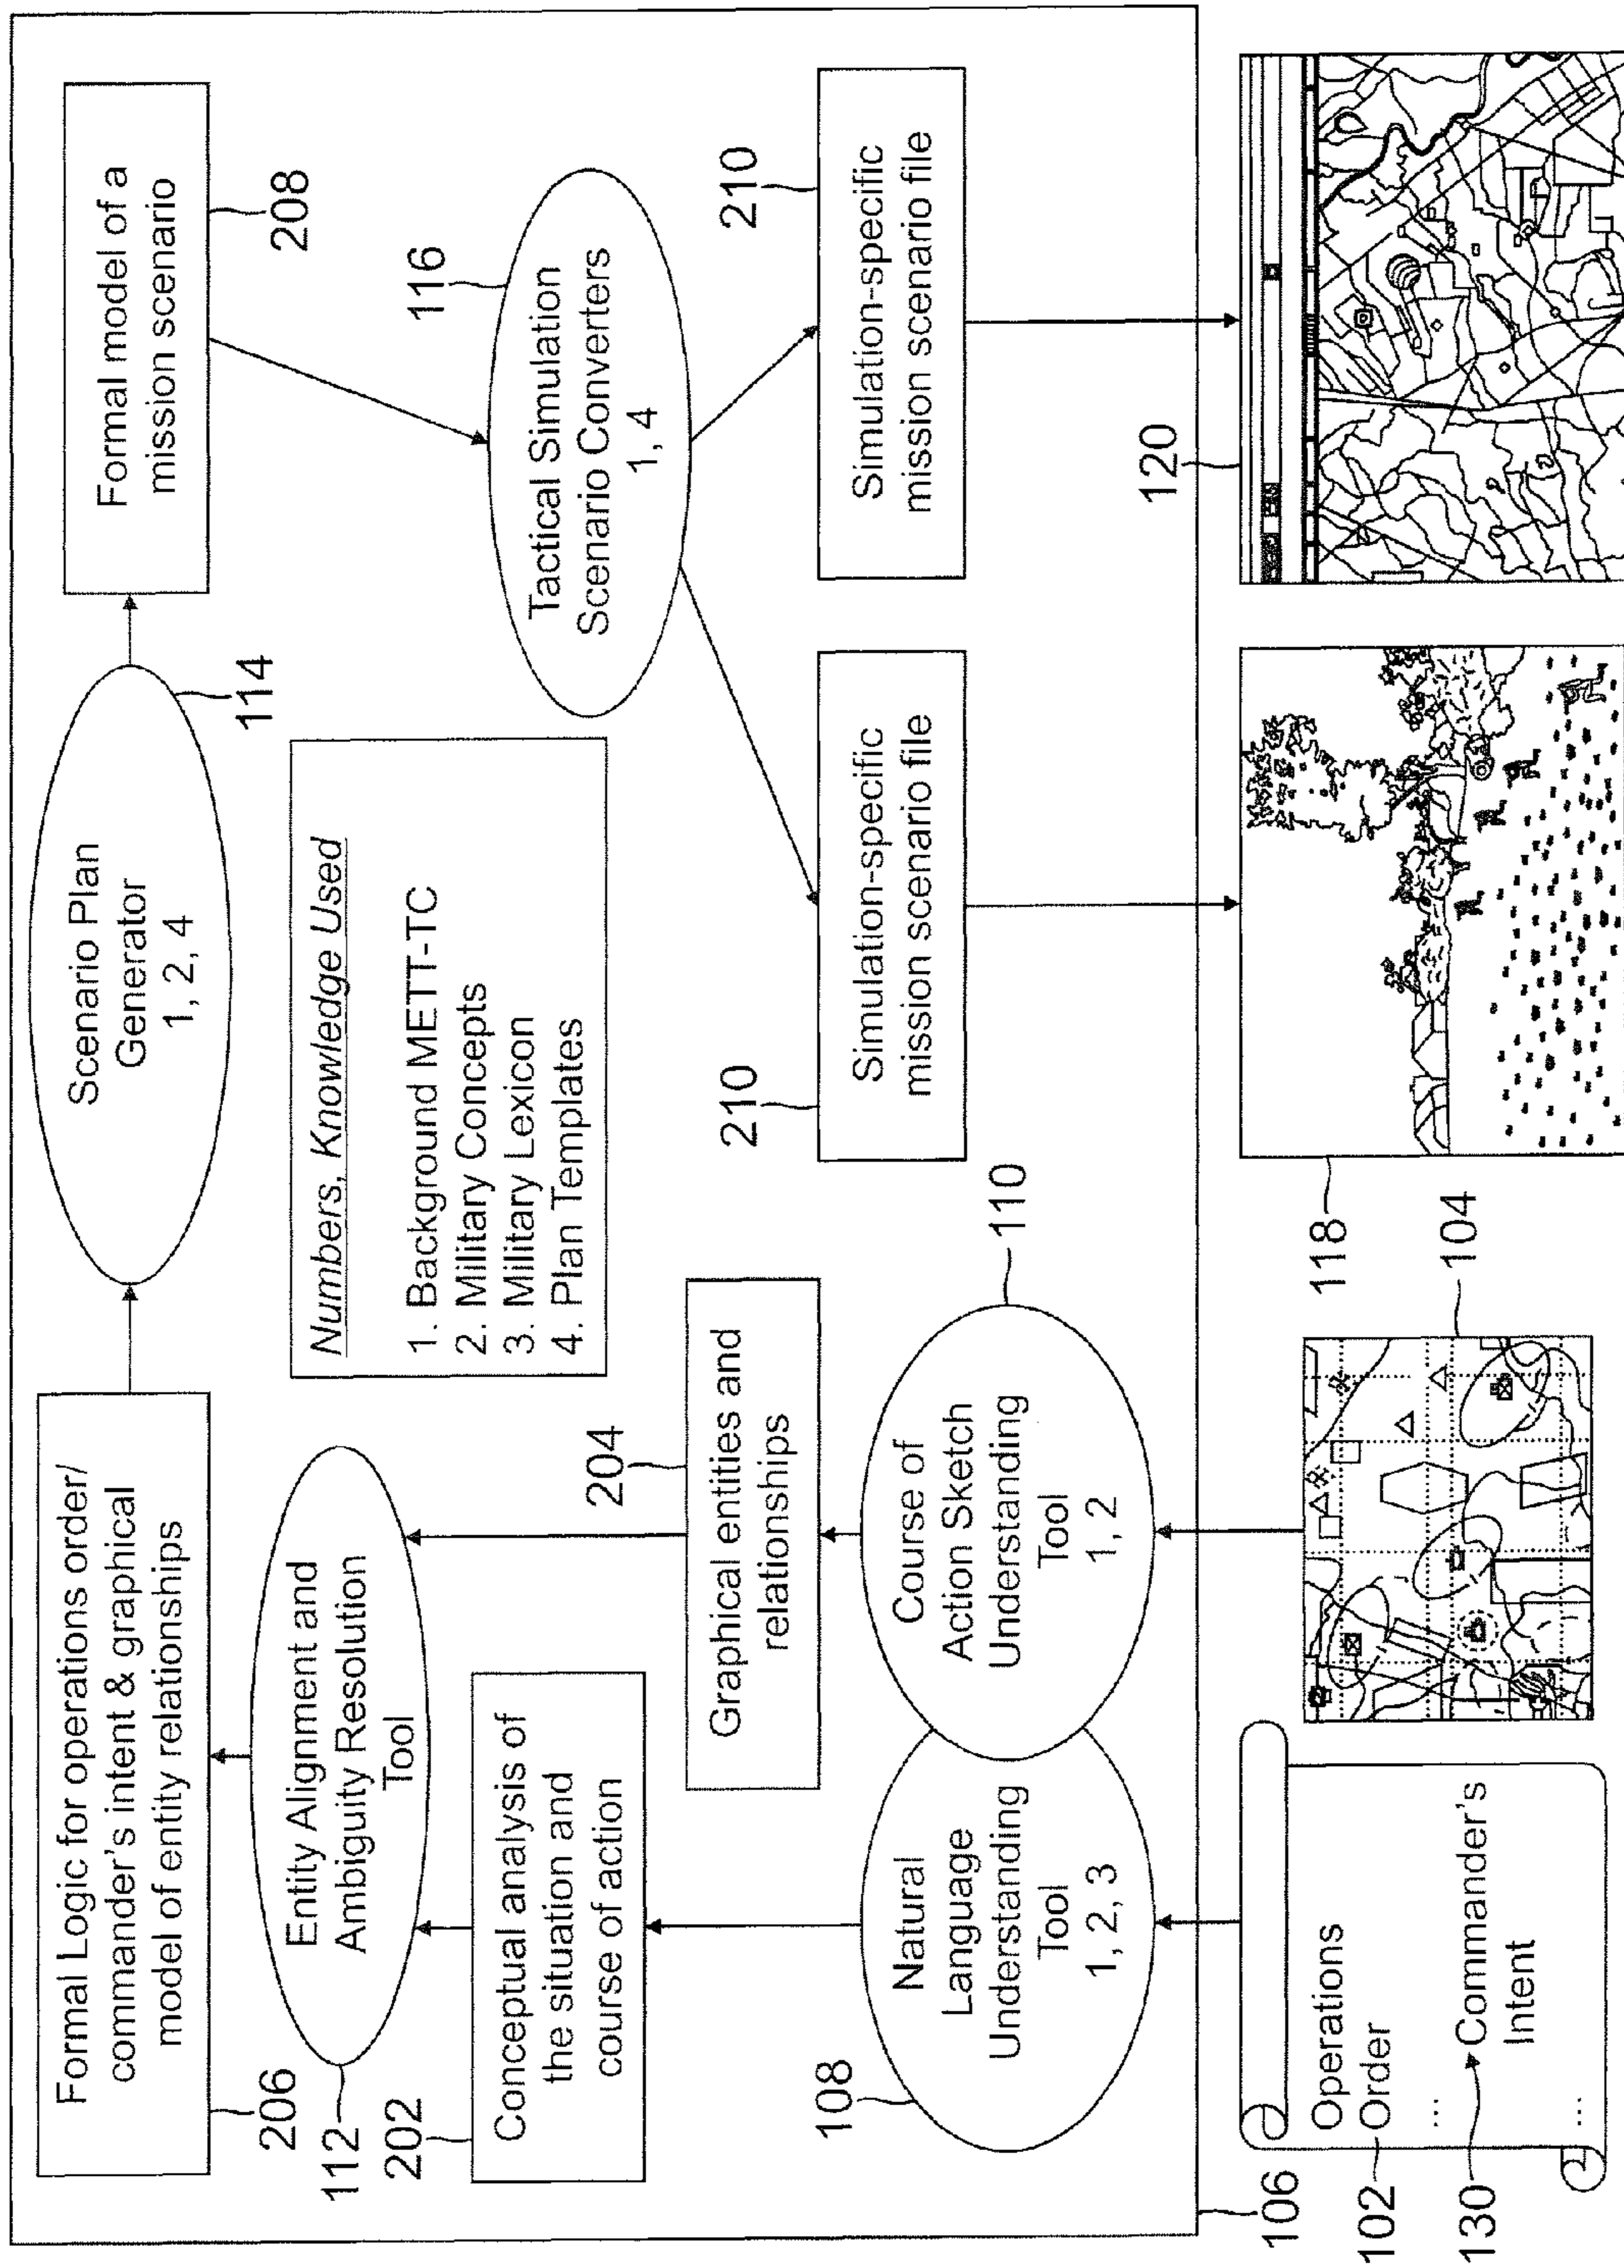 Formal Logic for operations order/
commander's intent & graphical
model of entity relationships
206
Scenario Plan
Generator
1, 2, 4
114
Formal model of a
mission scenario
208
Entity Alignment and
Ambiguity Resolution
Tool
112
Numbers, Knowledge Used
1. Background METT-TC
2. Military Concepts
3. Military Lexicon
4. Plan Templates
116
Tactical Simulation
Scenario Converters
1, 4
202
Conceptual analysis of
the situation and
course of action
204
Graphical entities and
relationships
210
Simulation-specific
mission scenario file
210
Simulation-specific
mission scenario file
108
Natural
Language
Understanding
Tool
1, 2, 3
Course of
Action Sketch
Understanding
Tool
1, 2
110
106
Operations
Order
102
...
130
Commander's
Intent
...
104
118
120